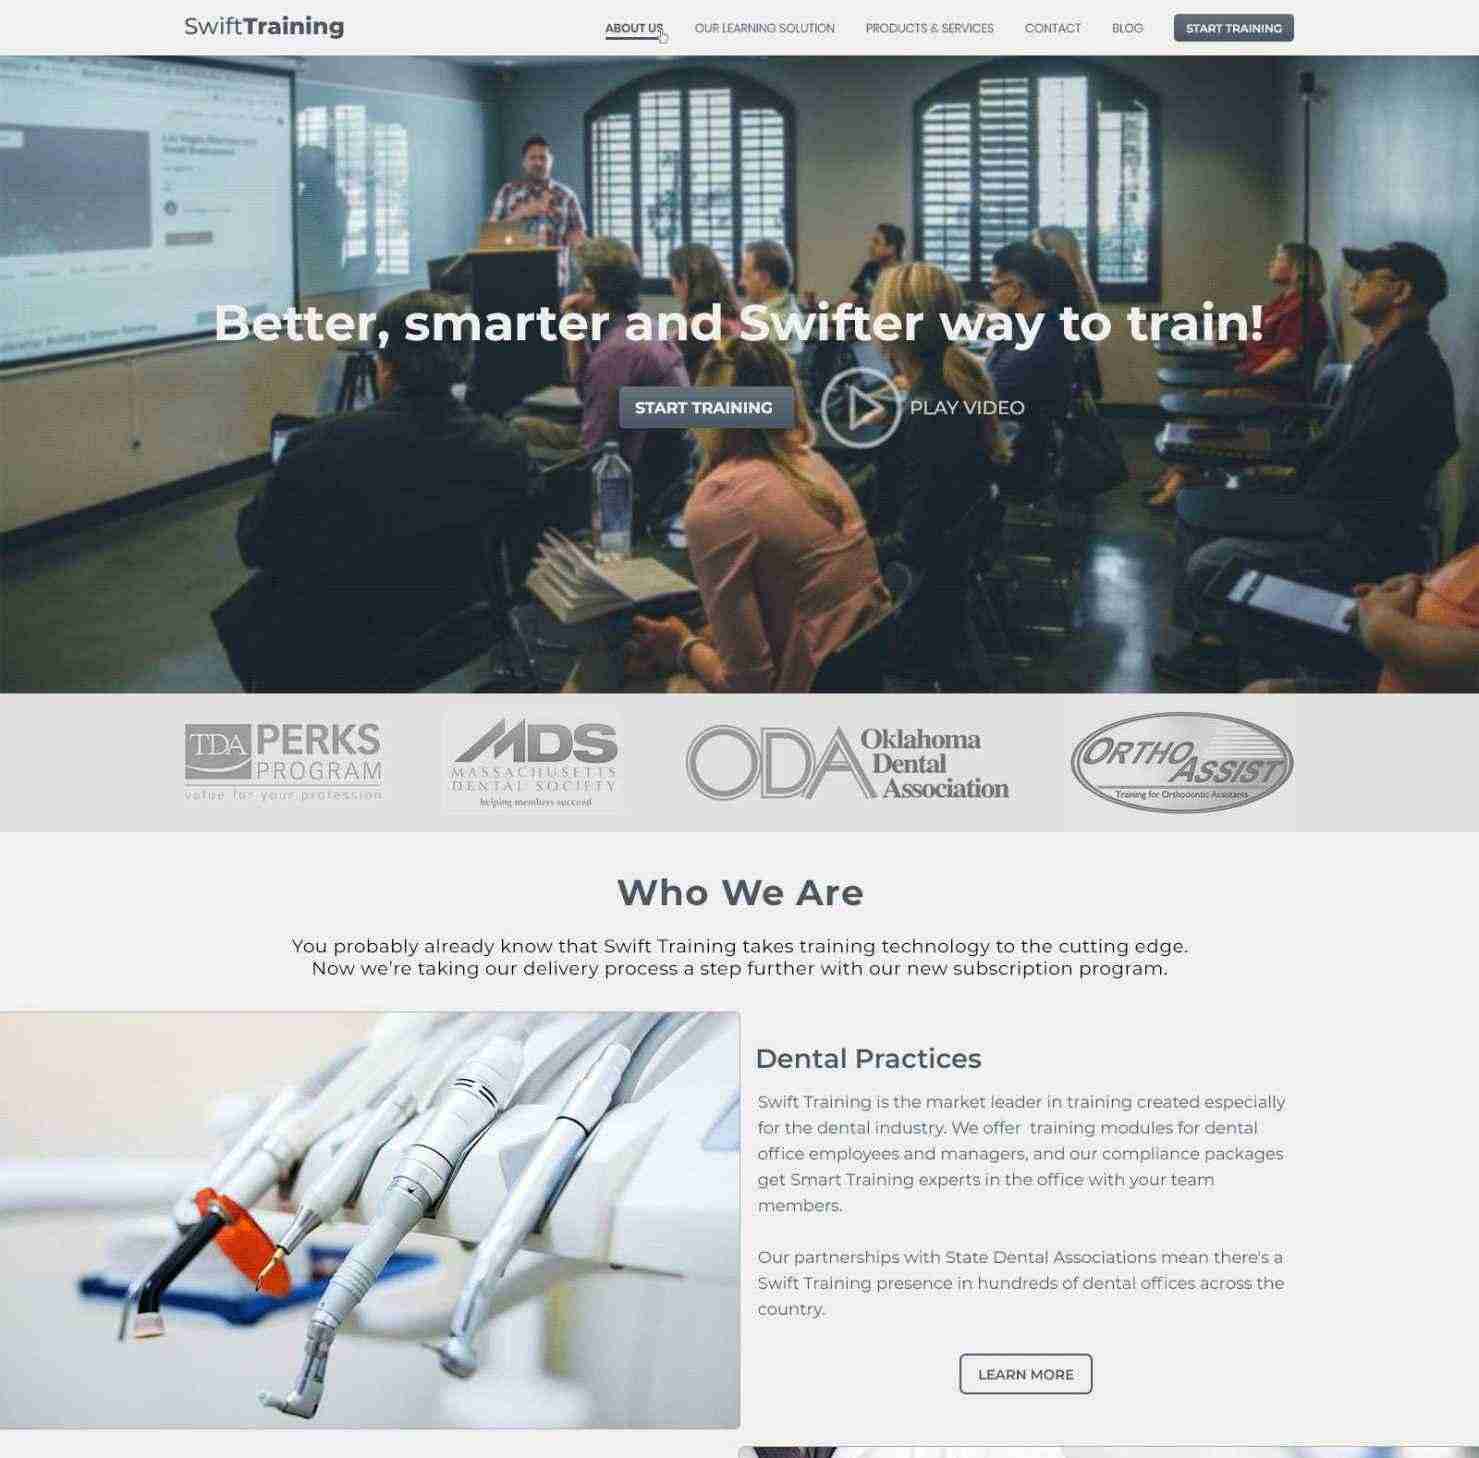 SwiftTraining
ABOUT US
OUR LEARNING SOLUTION
PRODUCTS & SERVICES
CONTACT
BLOG
START TRAINING
Better, smarter and Swifter way to train!
START TRAINING
PLAY VIDEO
TDA PERKS
PROGRAM
value for your profession
MDS
MASSACHUSETTS
DENTAL SOCIETY
helping members succeed
ODA
Oklahoma
Dental
Association
ORTHO
ASSIST
Training for Orthodontic Assistants
Who We Are
You probably already know that Swift Training takes training technology to the cutting edge.
Now we're taking our delivery process a step further with our new subscription program.
Dental Practices
Swift Training is the market leader in training created especially
for the dental industry. We offer  training modules for dental
office employees and managers, and our compliance packages
get Smart Training experts in the office with your team
members.
Our partnerships with State Dental Associations mean there's a
Swift Training presence in hundreds of dental offices across the
country.
LEARN MORE